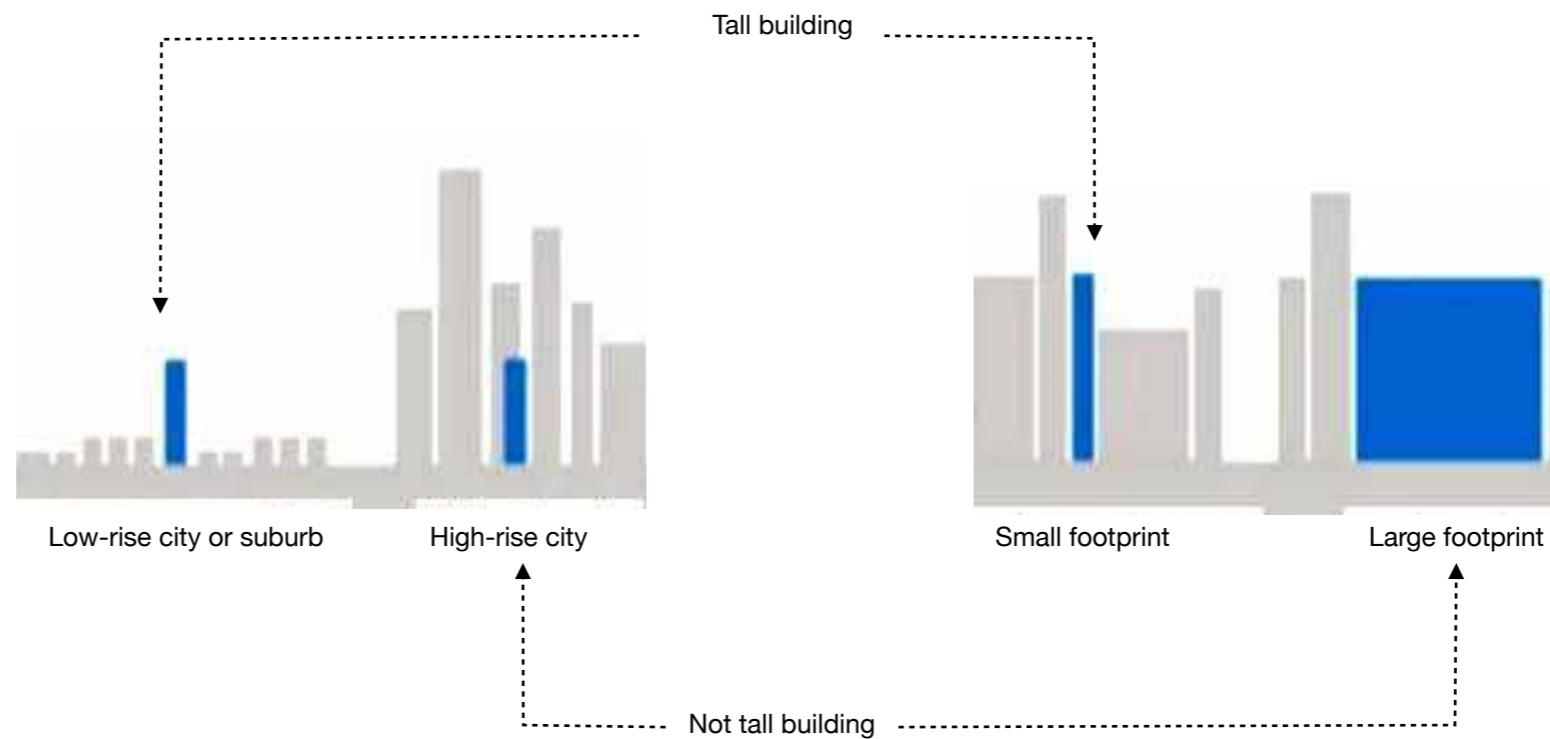 Tall building
Low-rise city or suburb
High-rise city
Small footprint
Large footprint
Not tall building